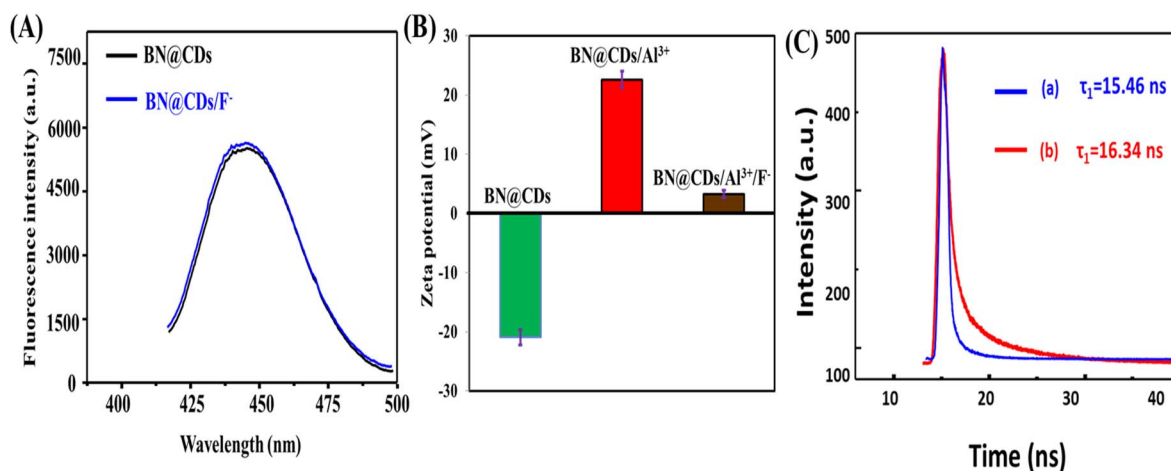 (A)
7500
6000
4500
3000
1500
0
Fluorescence intensity (a.u.)
BN@CDs
BN@CDs/F⁻
400 425 450 475 500
Wavelength (nm)
(B)
30
20
10
0
-10
-20
-30
Zeta potential (mV)
BN@CDs/Al³⁺
BN@CDs/Al³⁺/F⁻
BN@CDs
(C)
500
400
300
200
100
Intensity (a.u.)
(a) τ₁=15.46 ns
(b) τ₁=16.34 ns
10 20 30 40
Time (ns)